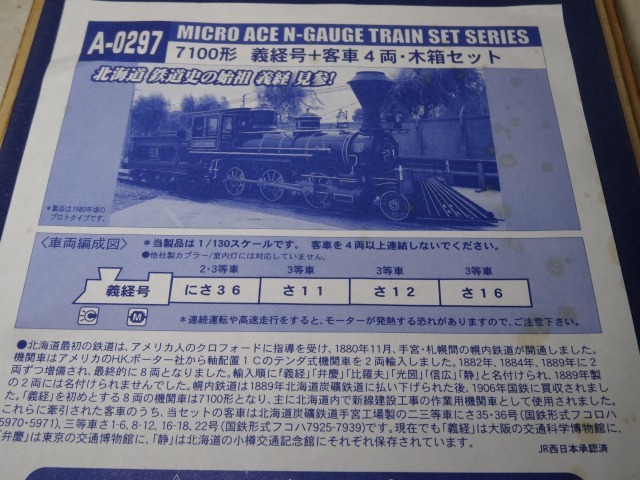 A-0297
MICRO ACE N-GAUGE TRAIN SET SERIES
7100形 義経号+客車4両・木箱セット
北海道 鉄道史の始祖 義経 見参!
*製品は1980年頃の
プロトタイプです。
〈車両編成図〉
*当製品は1/130スケールです。 客車を4両以上連結しないでください。
●他社製カプラー/室内灯には対応していません。
2・3等車 3等車 3等車 3等車
義経号 にさ36 さ11 さ12 さ16
C M
*連続運転や高速走行をすると、モーターが発熱する恐れがありますので、ご注意下さい。
●北海道最初の鉄道は、アメリカ人のクロフォードに指導を受け、1880年11月、手宮・札幌間の幌内鉄道が開通しました。
機関車はアメリカのH.K.ポーター社から軸配置1Cのテンダ式機関車を2両輸入しました。1882年、1884年、1889年に2
両ずつ増備され、最終的に8両となりました。輸入順に「義経」「弁慶」「比羅夫」「光圀」「信広」「静」と名付けられ、1889年製
の2両には名付けられませんでした。幌内鉄道は1889年北海道炭礦鉄道に払い下げられた後、1906年国鉄に買収されまし
た。「義経」を初めとする8両の機関車は7100形となり、主に北海道内で新線建設工事の作業用機関車として使用されました。
これらに牽引された客車のうち、当セットの客車は北海道炭礦鉄道手宮工場製の二三等車にさ35・36号(国鉄形式フコロハ
5970・5971)、三等車さ1-6、8-12、16-18、22号(国鉄形式フコハ7925-7939)です。現在でも「義経」は大阪の交通科学博物館に、
「弁慶」は東京の交通博物館に、「静」は北海道の小樽交通記念館にそれぞれ保存されています。
JR西日本承認済